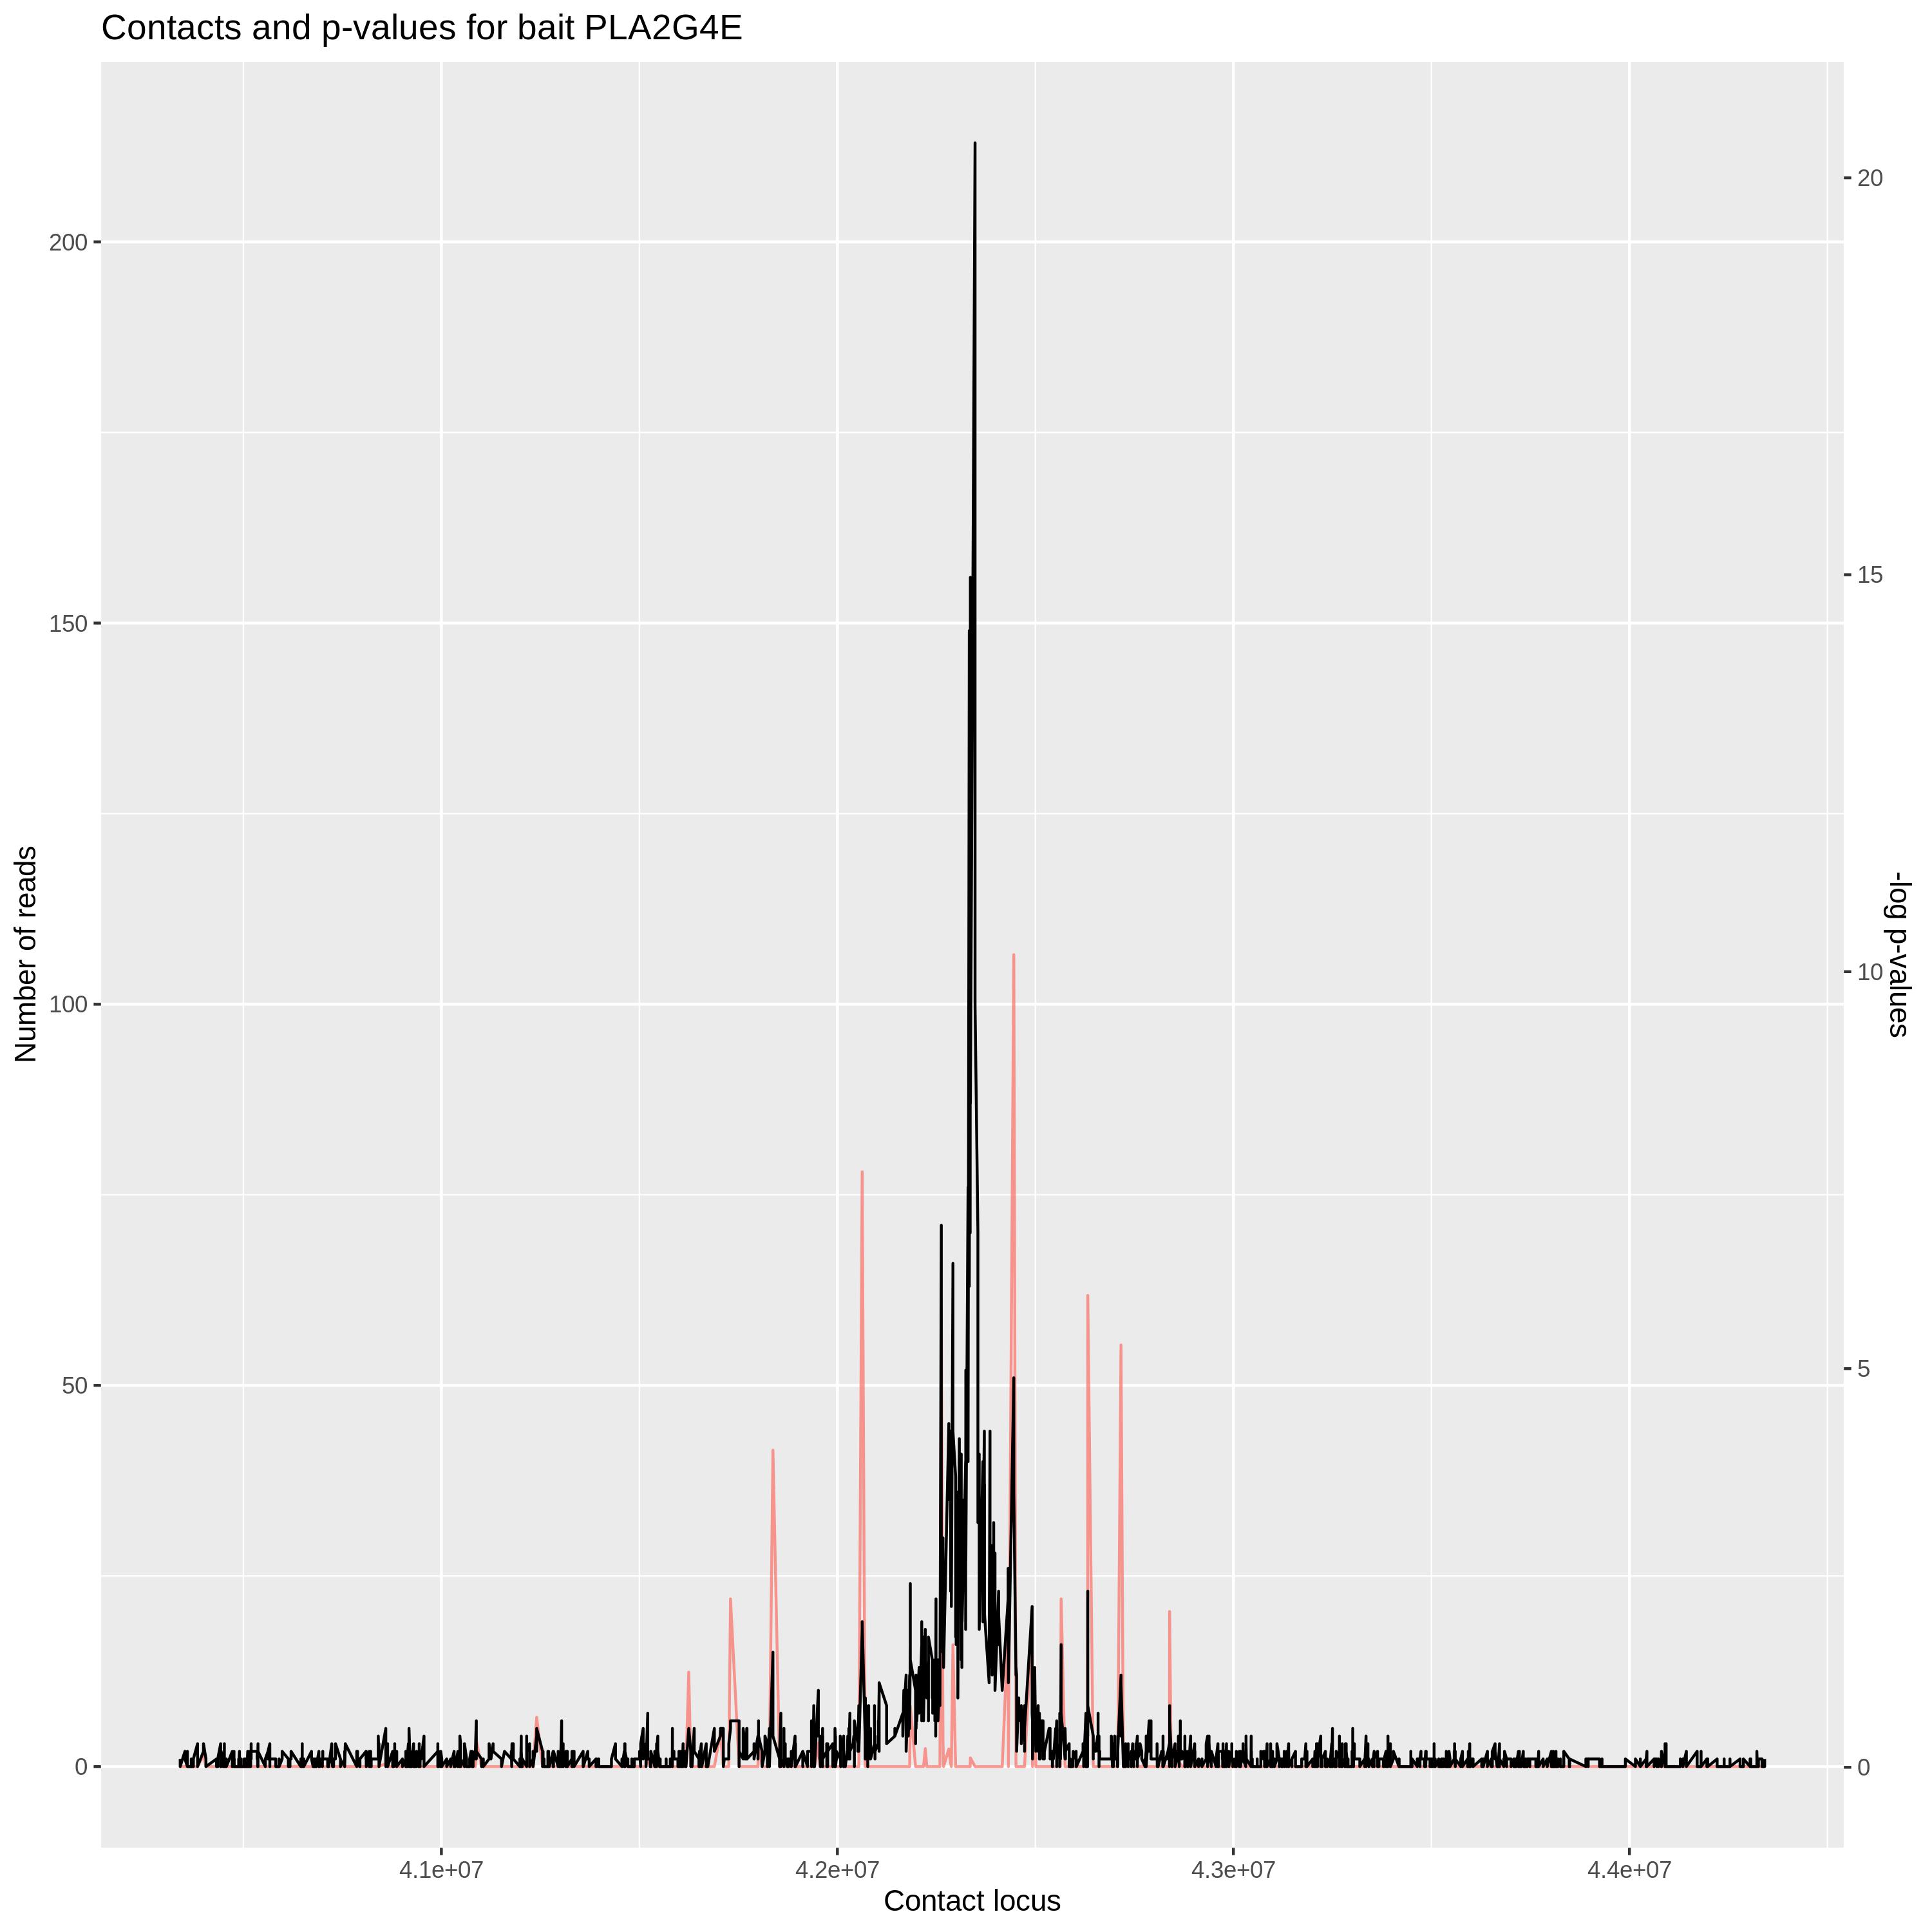 Contacts and p-values for bait PLA2G4E
200
150
100
50
0
Number of reads
20
15
10
5
0
-log p-values
4.1e+07
4.2e+07
4.3e+07
4.4e+07
Contact locus